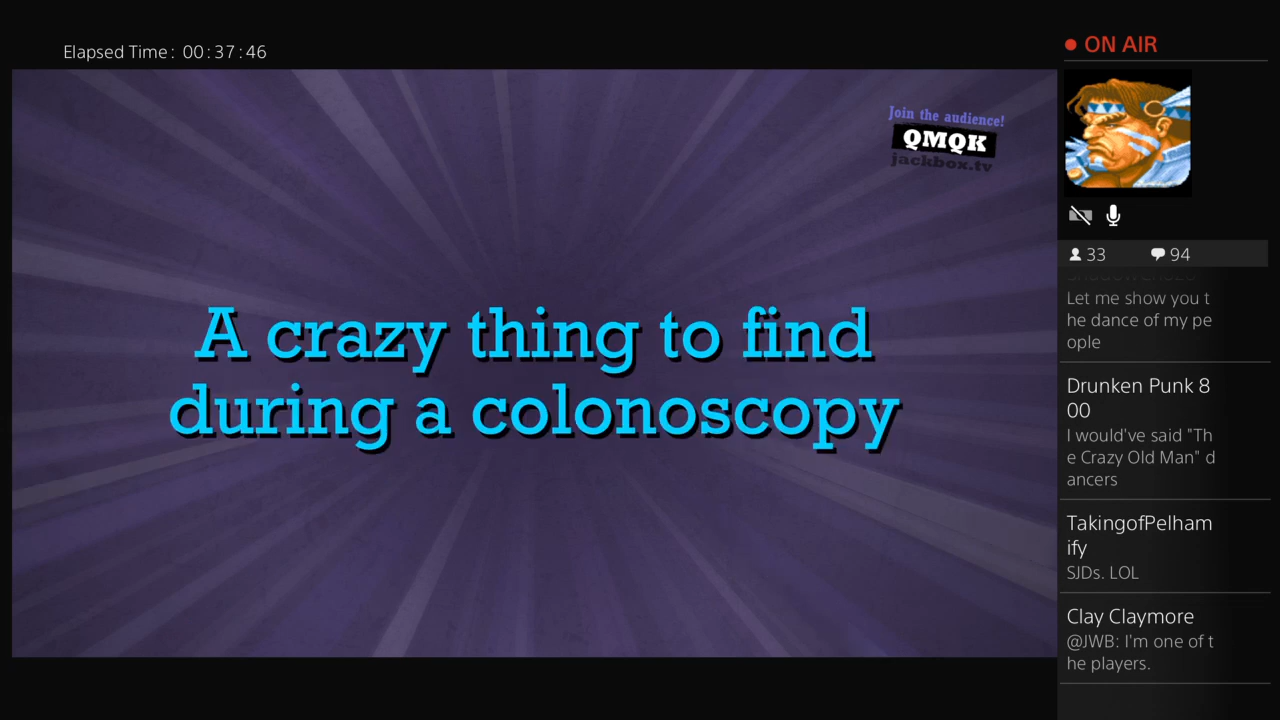 Elapsed Time: 00:37:46
ON AIR
Join the audience!
QMQK
jackbox.tv
A crazy thing to find
during a colonoscopy
33 94
Let me show you t
he dance of my pe
ople
Drunken Punk 8
00
I would've said "Th
e Crazy Old Man" d
ancers
TakingofPelham
ify
SJDs. LOL
Clay Claymore
@JWB: I'm one of t
he players.